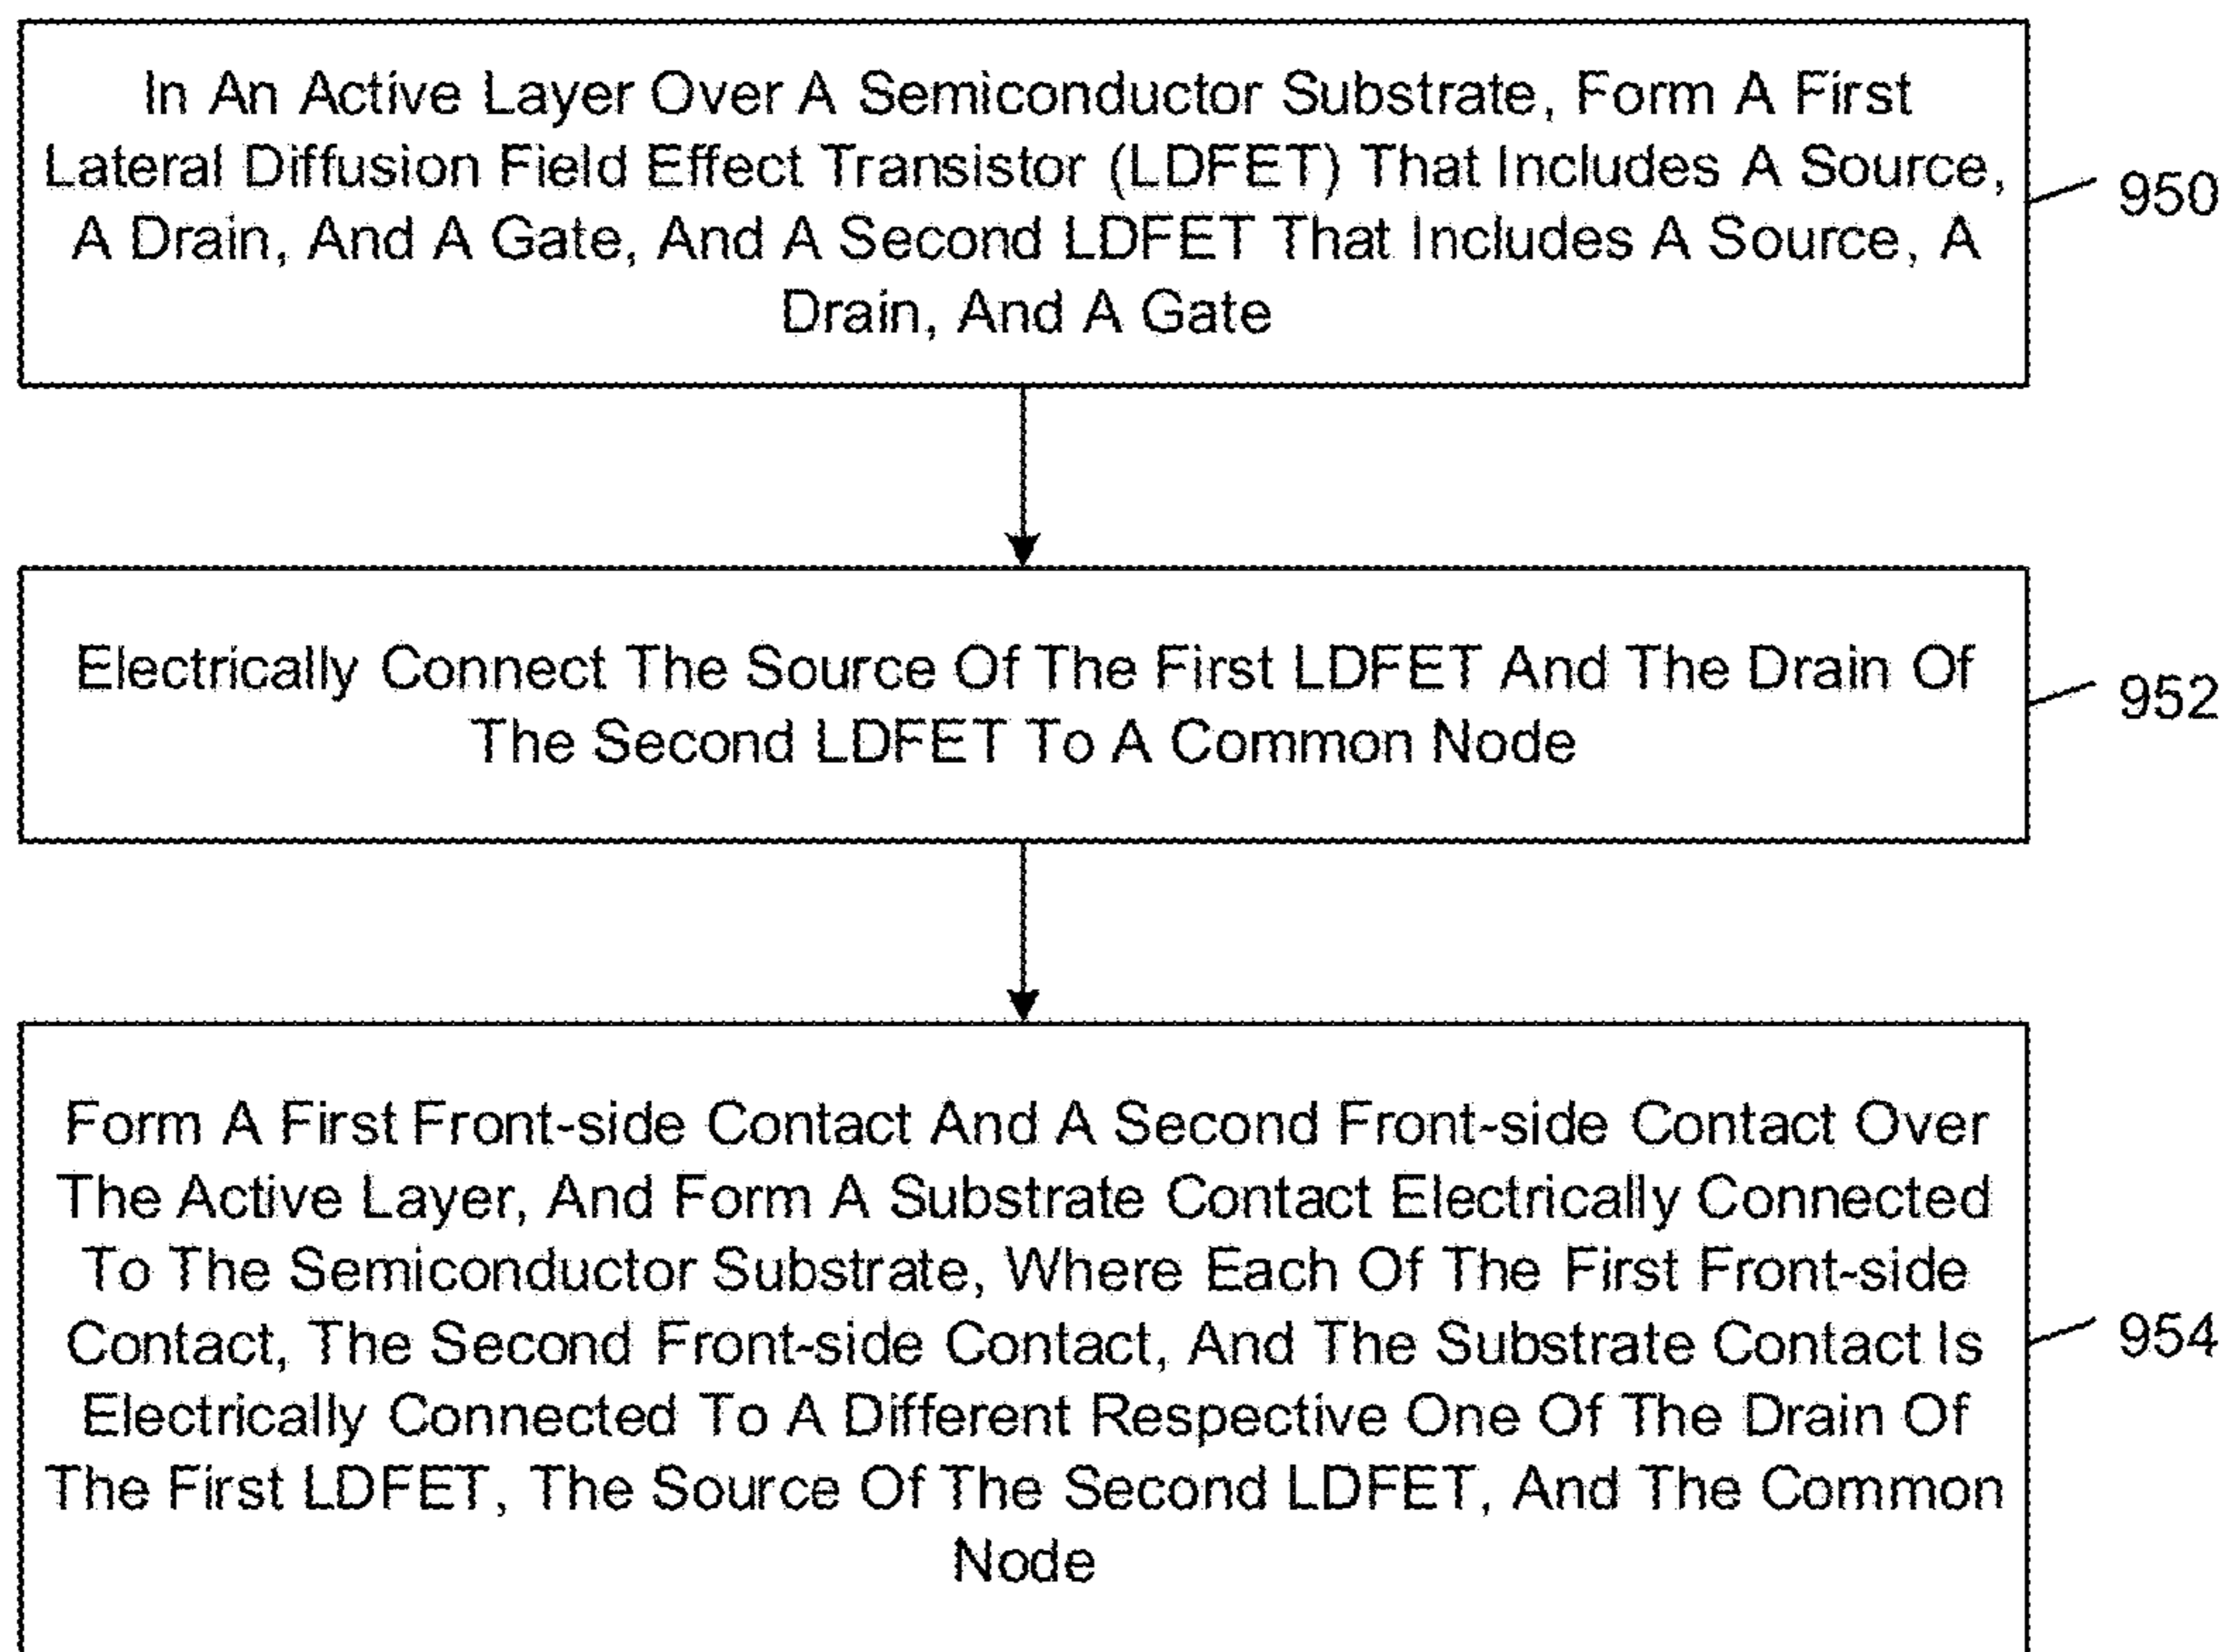 In An Active Layer Over A Semiconductor Substrate, Form A First
Lateral Diffusion Field Effect Transistor (LDFET) That Includes A Source,
A Drain, And A Gate, And A Second LDFET That Includes A Source, A
Drain, And A Gate
950
Electrically Connect The Source Of The First LDFET And The Drain Of
The Second LDFET To A Common Node
952
Form A First Front-side Contact And A Second Front-side Contact Over
The Active Layer, And Form A Substrate Contact Electrically Connected
To The Semiconductor Substrate, Where Each Of The First Front-side
Contact, The Second Front-side Contact, And The Substrate Contact Is
Electrically Connected To A Different Respective One Of The Drain Of
The First LDFET, The Source Of The Second LDFET, And The Common
Node
954